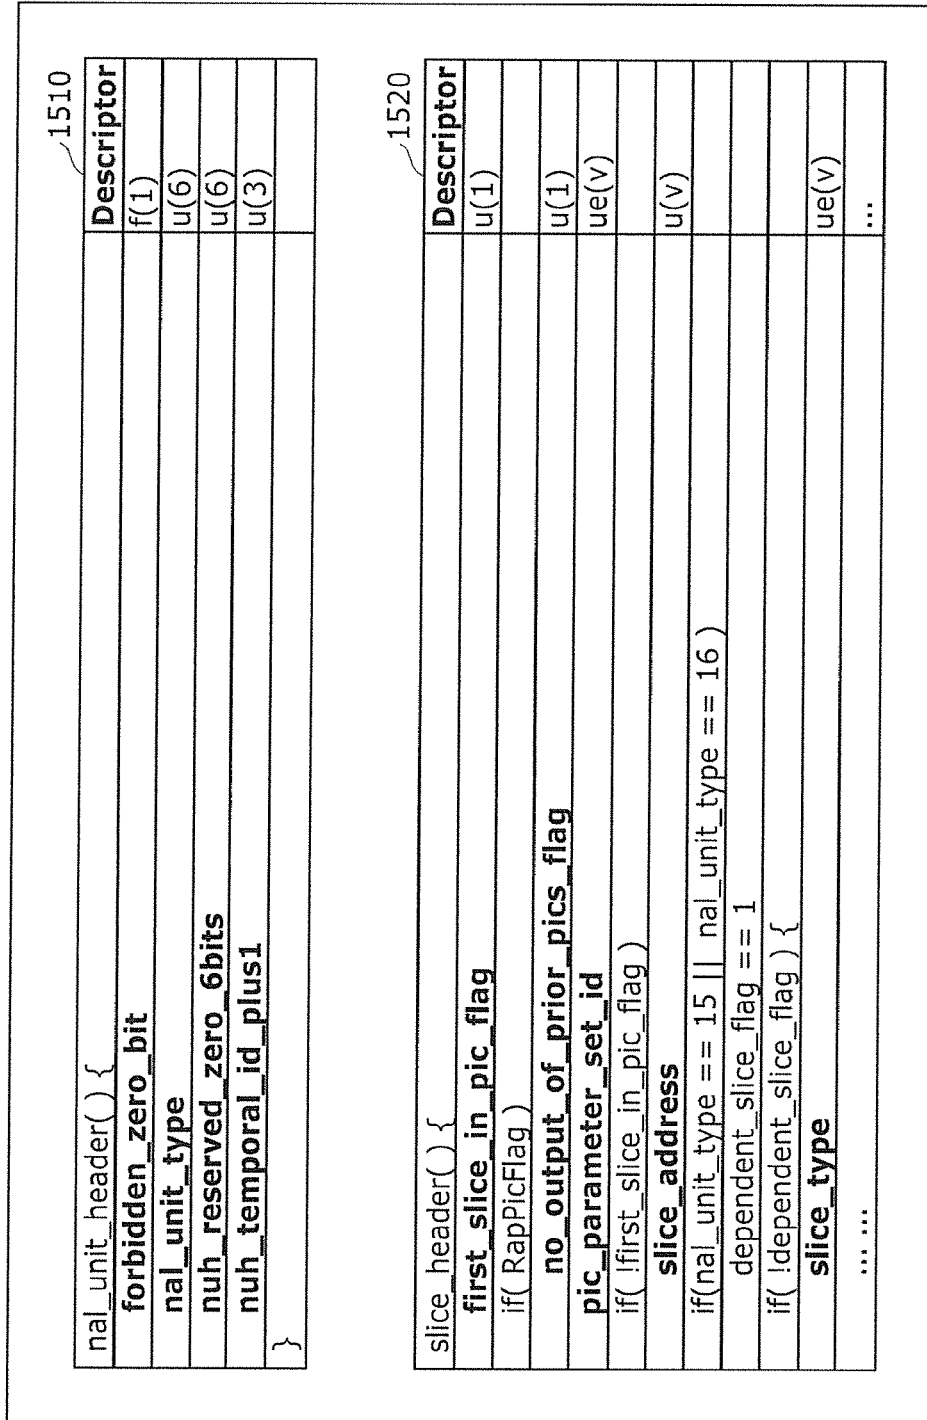 1510
nal_unit_header( ) { Descriptor
forbidden_zero_bit f(1)
nal_unit_type u(6)
nuh_reserved_zero_6bits u(6)
nuh_temporal_id_plus1 u(3)
}
1520
slice_header( ) { Descriptor
first_slice_in_pic_flag u(1)
if( RapPicFlag )
no_output_of_prior_pics_flag u(1)
pic_parameter_set_id ue(v)
if( !first_slice_in_pic_flag )
slice_address u(v)
if(nal_unit_type == 15 || nal_unit_type == 16 )
dependent_slice_flag == 1
if( !dependent_slice_flag ) {
slice_type ue(v)
... ... ...